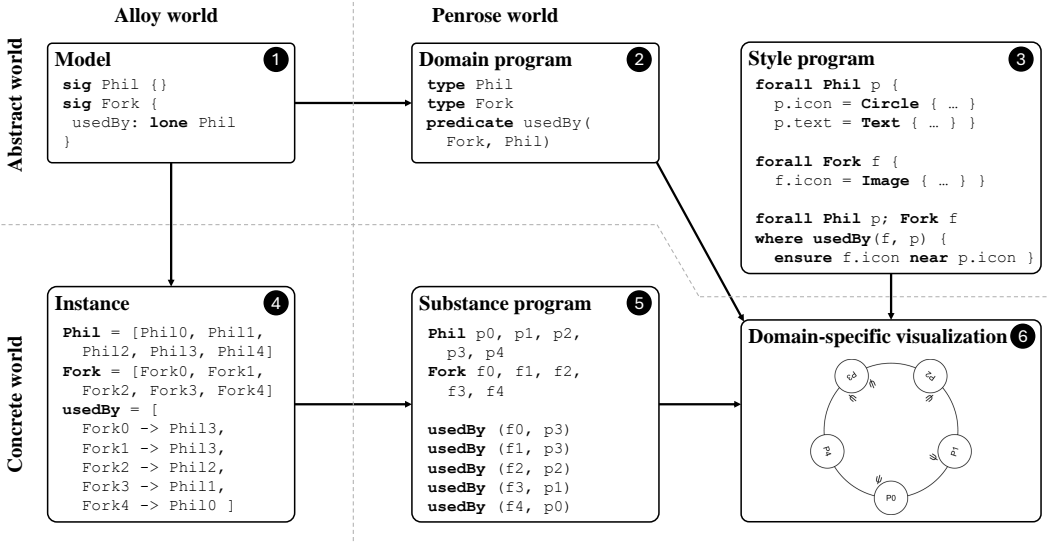 Alloy world
Penrose world
Abstract world
Model
1
sig Phil {}
sig Fork {
usedBy: lone Phil
}
Domain program
2
type Phil
type Fork
predicate usedBy(
Fork, Phil)
Style program
3
forall Phil p {
p.icon = Circle { … }
p.text = Text { … } }
forall Fork f {
f.icon = Image { … } }
forall Phil p; Fork f
where usedBy(f, p) {
ensure f.icon near p.icon }
Concrete world
Instance
4
Phil = [Phil0, Phil1,
Phil2, Phil3, Phil4]
Fork = [Fork0, Fork1,
Fork2, Fork3, Fork4]
usedBy = [
Fork0 -> Phil3,
Fork1 -> Phil3,
Fork2 -> Phil2,
Fork3 -> Phil1,
Fork4 -> Phil0 ]
Substance program
5
Phil p0, p1, p2,
p3, p4
Fork f0, f1, f2,
f3, f4
usedBy (f0, p3)
usedBy (f1, p3)
usedBy (f2, p2)
usedBy (f3, p1)
usedBy (f4, p0)
Domain-specific visualization
6
P3
P2
P4
P1
P0